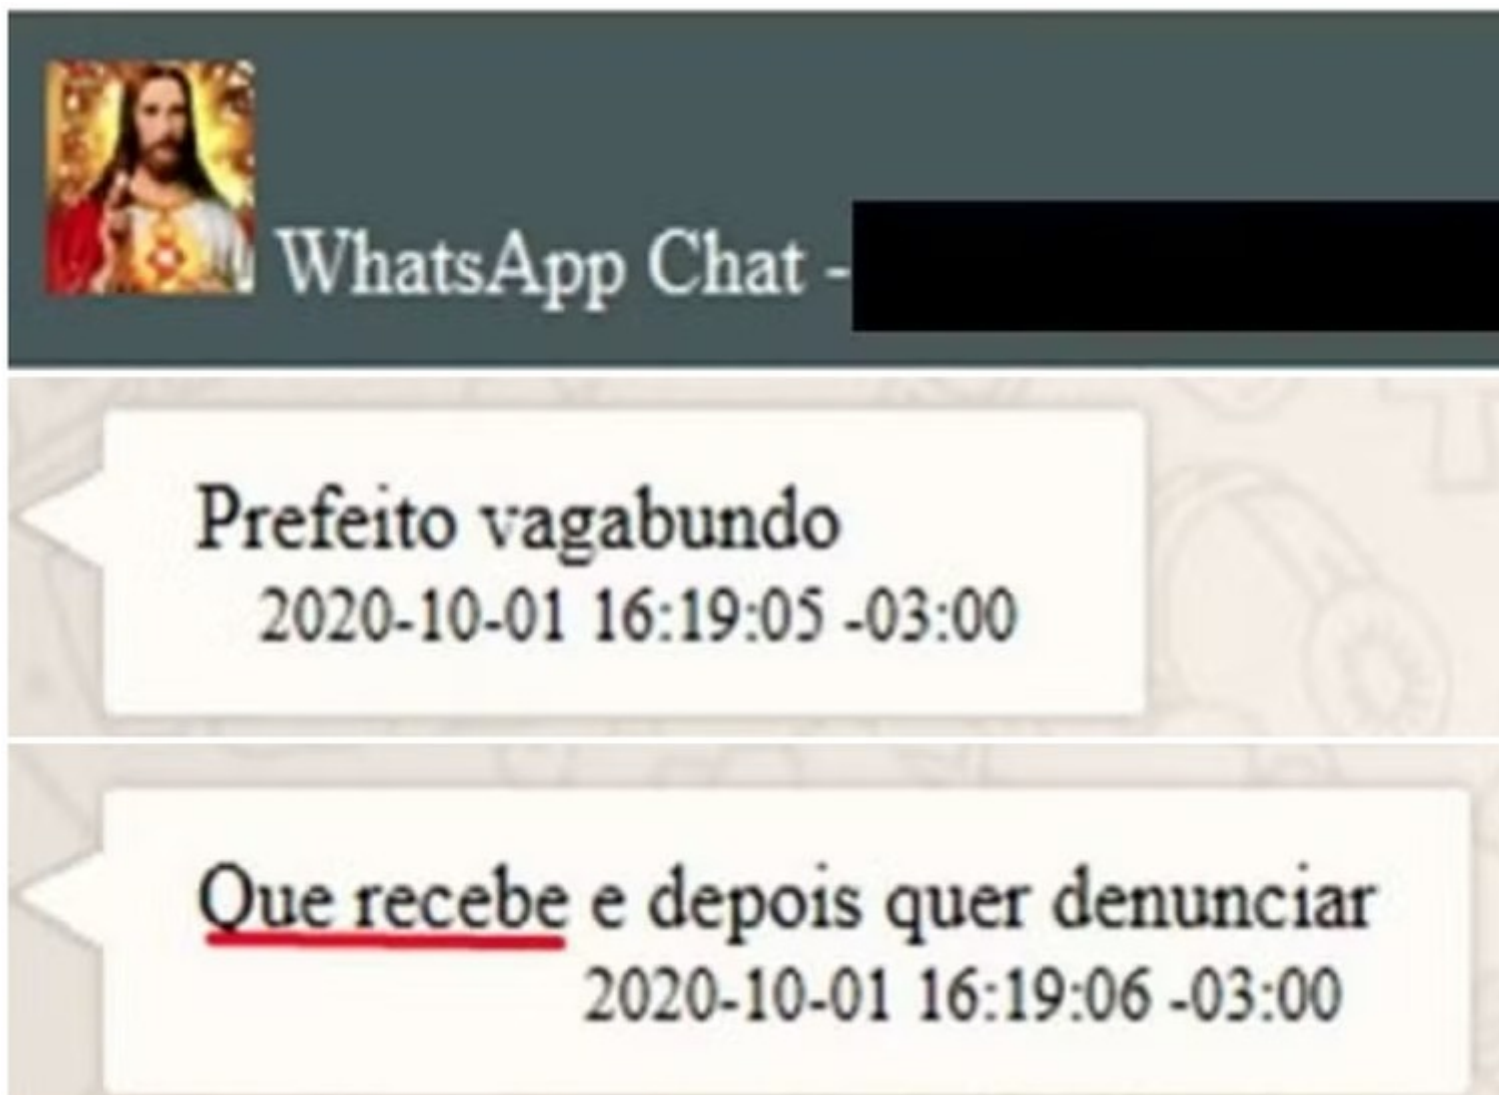 WhatsApp Chat -
Prefeito vagabundo
2020-10-01 16:19:05 -03:00
Que recebe e depois quer denunciar
2020-10-01 16:19:06 -03:00